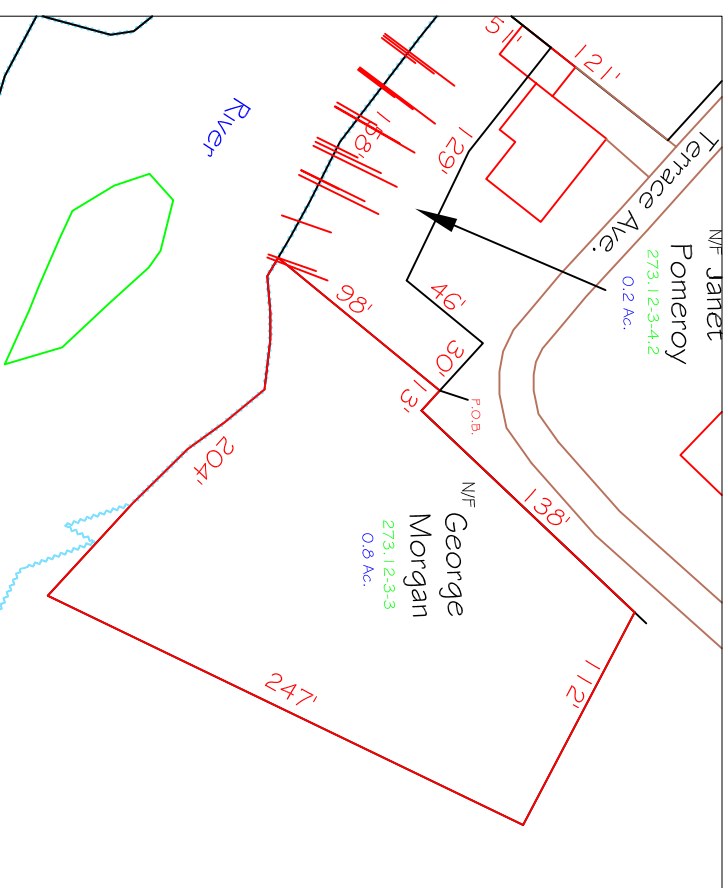 51'
121'
River
158'
129'
Terrace Ave.
N/F Janet
Pomeroy
273.12-3-4.2
0.2 Ac.
98'
46'
30'
13'
P.O.B.
204'
138'
N/F George
Morgan
273.12-3-3
0.8 Ac.
247'
112'